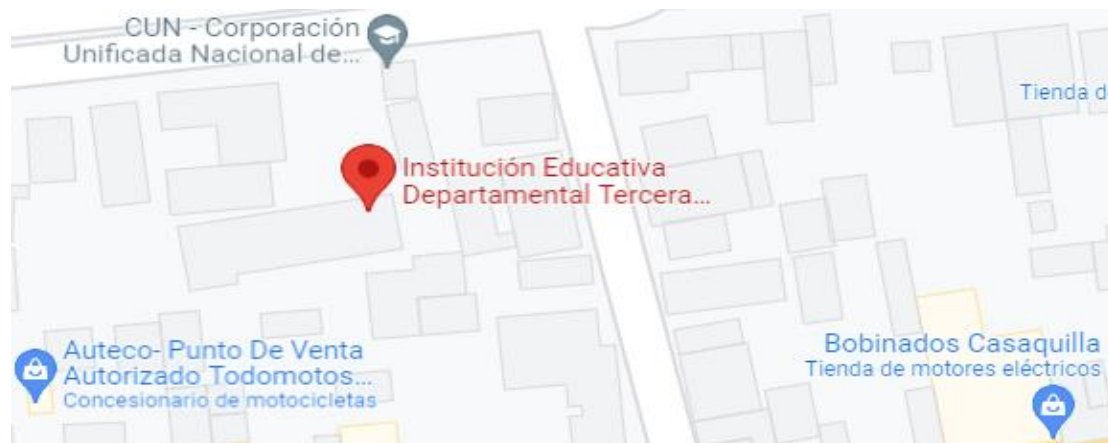 CUN - Corporación
Unificada Nacional de...
Tienda d
Institución Educativa
Departamental Tercera...
Auteco- Punto De Venta
Autorizado Todomotos...
Concesionario de motocicletas
Bobinados Casaquilla
Tienda de motores eléctricos